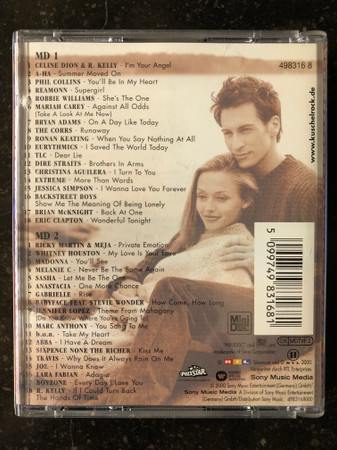 MD 1
498316 8
1 CELINE DION & R. KELLY - I'm Your Angel
2 A-HA - Summer Moved On
3 PHIL COLLINS - You'll Be In My Heart
4 REAMONN - Supergirl
5 ROBBIE WILLIAMS - She's The One
6 MARIAH CAREY - Against All Odds
(Take A Look At Me Now)
7 BRYAN ADAMS - On A Day Like Today
8 THE CORRS - Runaway
9 RONAN KEATING - When You Say Nothing At All
10 EURYTHMICS - I Saved The World Today
11 TLC - Dear Lie
12 DIRE STRAITS - Brothers In Arms
13 CHRISTINA AGUILERA - I Turn To You
14 EXTREME - More Than Words
15 JESSICA SIMPSON - I Wanna Love You Forever
16 BACKSTREET BOYS
Show Me The Meaning Of Being Lonely
17 BRIAN McKNIGHT - Back At One
18 ERIC CLAPTON - Wonderful Tonight
MD 2
1 RICKY MARTIN & MEJA - Private Emotion
2 WHITNEY HOUSTON - My Love Is Your Love
3 MADONNA - You'll See
4 MELANIE C - Never Be The Same Again
5 SASHA - Let Me Be The One
6 ANASTACIA - One More Chance
7 GABRIELLE - Rise
8 BABYFACE FEAT. STEVIE WONDER - How Come, How Long
9 JENNIFER LOPEZ - Theme From Mahogany
(Do You Know Where You're Going To)
10 MARC ANTHONY - You Sang To Me
11 b.o.n. - Take My Heart
12 ABBA - I Have A Dream
13 SIXPENCE NONE THE RICHER - Kiss Me
14 TRAVIS - Why Does It Always Rain On Me
15 JOE - I Wanna Know
16 LARA FABIAN - Adagio
17 BOYZONE - Every Day I Love You
18 R. KELLY - If I Could Turn Back
The Hands Of Time
www.kuschelrock.de
5 099749 831681
Mini
Disc
POLYSTAR
RTL
Sony Music Media
Sony Music Media